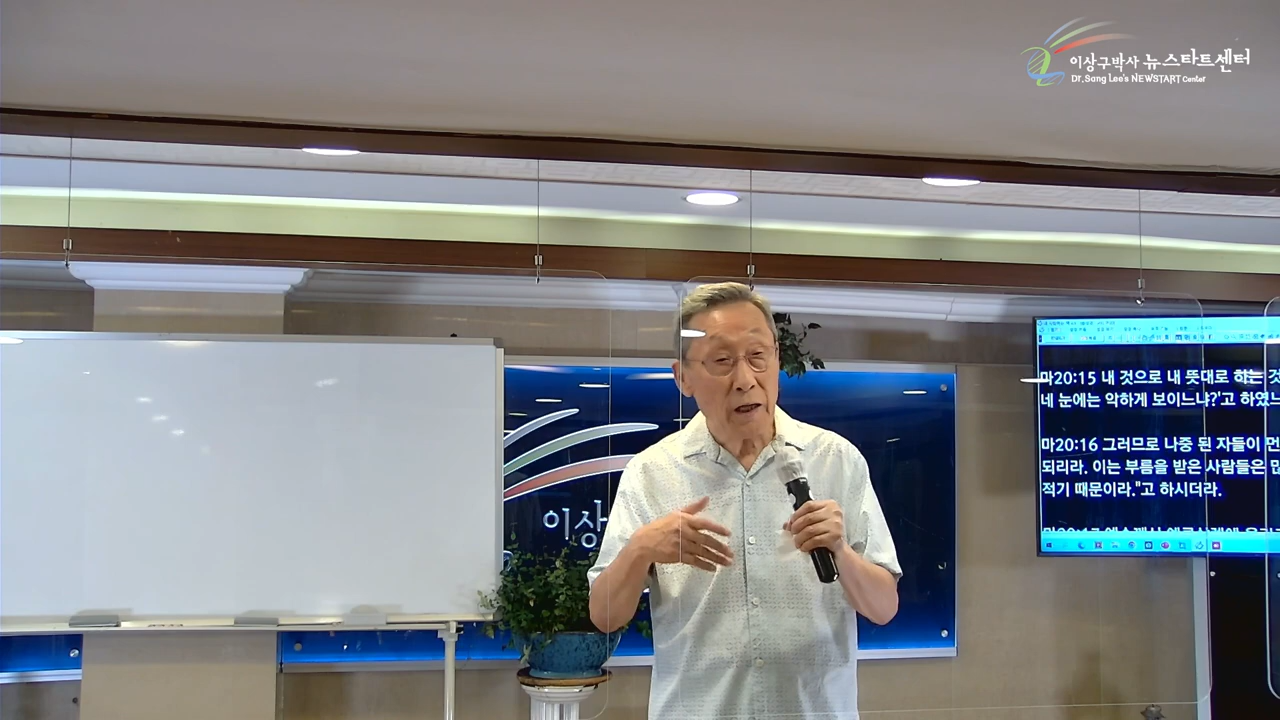 이상구박사 뉴스타트센터
Dr. Sang Lee's NEWSTART Center
이상
마20:15 내 것으로 내 뜻대로 하는 것
네 눈에는 악하게 보이느냐?'고 하였느
마20:16 그러므로 나중 된 자들이 먼
되리라. 이는 부름을 받은 사람들은 많
적기 때문이라."고 하시더라.